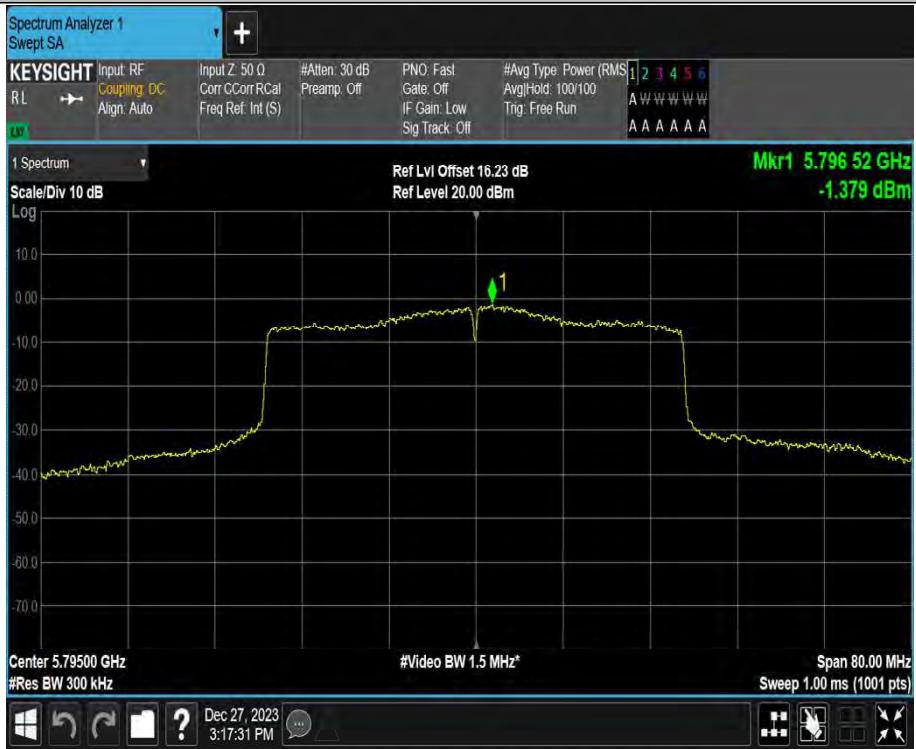 Spectrum Analyzer 1
Swept SA
+
KEYSIGHT
RL
Input: RF
Coupling: DC
Align: Auto
Input Z: 50 Ω
Corr CCorr RCal
Freq Ref: Int (S)
#Atten: 30 dB
Preamp: Off
PNO: Fast
Gate: Off
IF Gain: Low
Sig Track: Off
#Avg Type: Power (RMS
Avg|Hold: 100/100
Trig: Free Run
1 2 3 4 5 6
A W W W W W
A A A A A A
1 Spectrum
Scale/Div 10 dB
Ref Lvl Offset 16.23 dB
Ref Level 20.00 dBm
Mkr1 5.796 52 GHz
-1.379 dBm
Log
10.0
0.00
-10.0
-20.0
-30.0
-40.0
-50.0
-60.0
-70.0
1
Center 5.79500 GHz
#Res BW 300 kHz
#Video BW 1.5 MHz*
Span 80.00 MHz
Sweep 1.00 ms (1001 pts)
?
Dec 27, 2023
3:17:31 PM